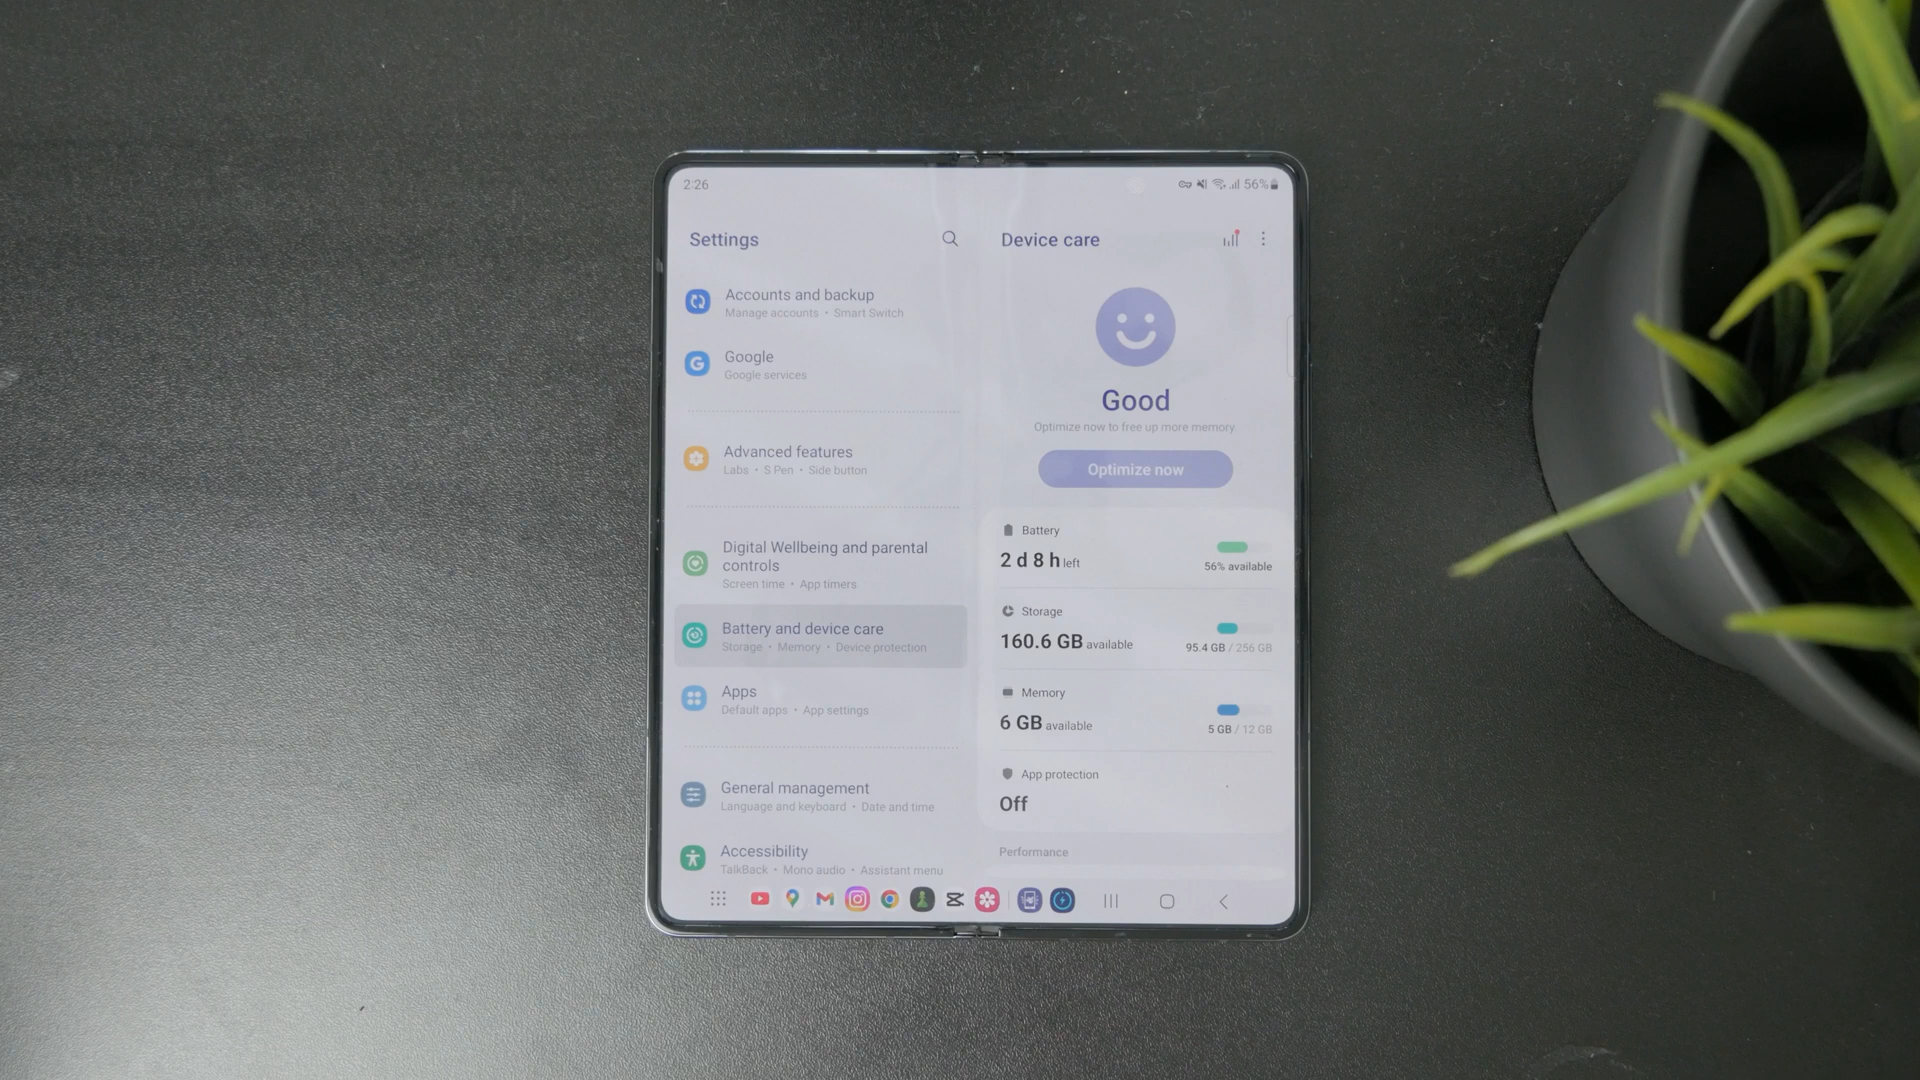 2:26
56%
Settings
Accounts and backup
Manage accounts • Smart Switch
Google
Google services
Advanced features
Labs • S Pen • Side button
Digital Wellbeing and parental
controls
Screen time • App timers
Battery and device care
Storage • Memory • Device protection
Apps
Default apps • App settings
General management
Language and keyboard • Date and time
Accessibility
TalkBack • Mono audio • Assistant menu
Device care
Good
Optimize now to free up more memory
Optimize now
Battery
2 d 8 h left
56% available
Storage
160.6 GB available
95.4 GB / 256 GB
Memory
6 GB available
5 GB / 12 GB
App protection
Off
Performance